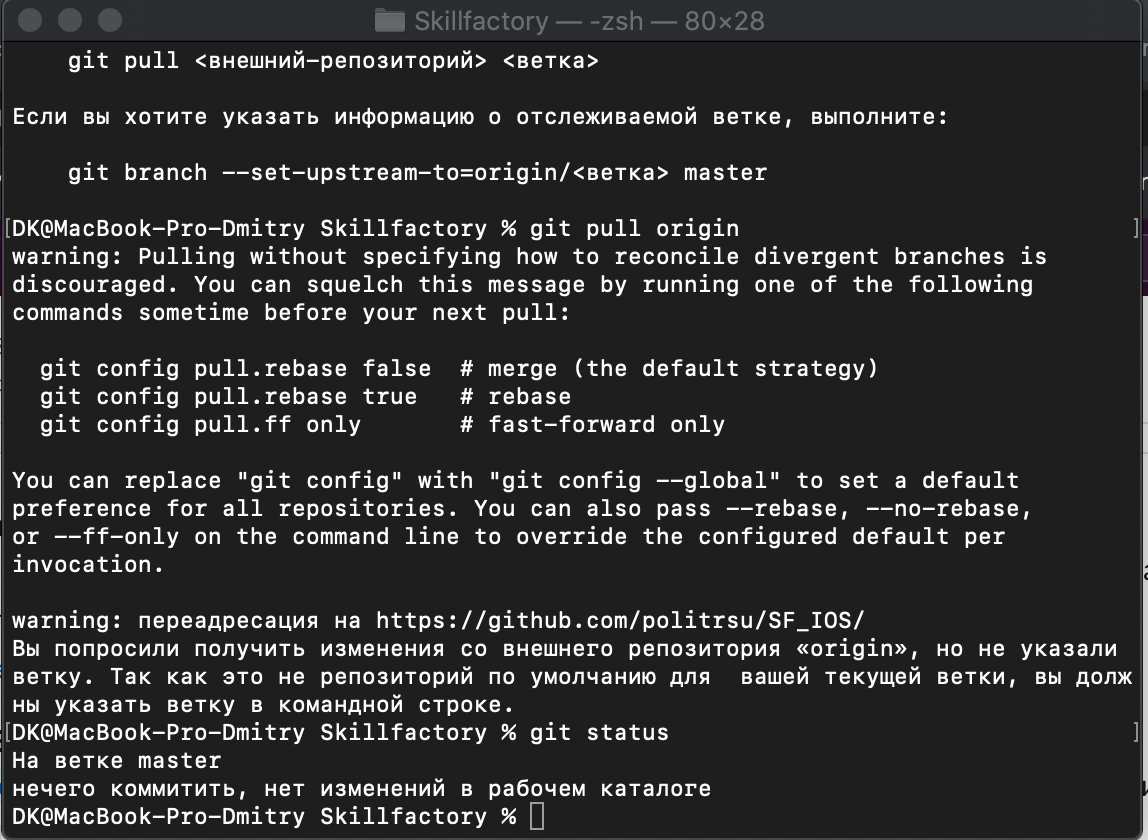 Skillfactory — -zsh — 80×28
git pull <внешний-репозиторий> <ветка>
Если вы хотите указать информацию о отслеживаемой ветке, выполните:
git branch --set-upstream-to=origin/<ветка> master
[DK@MacBook-Pro-Dmitry Skillfactory % git pull origin ]
warning: Pulling without specifying how to reconcile divergent branches is
discouraged. You can squelch this message by running one of the following
commands sometime before your next pull:
git config pull.rebase false  # merge (the default strategy)
git config pull.rebase true   # rebase
git config pull.ff only       # fast-forward only
You can replace "git config" with "git config --global" to set a default
preference for all repositories. You can also pass --rebase, --no-rebase,
or --ff-only on the command line to override the configured default per
invocation.
warning: переадресация на https://github.com/politrsu/SF_IOS/
Вы попросили получить изменения со внешнего репозитория «origin», но не указали
ветку. Так как это не репозиторий по умолчанию для  вашей текущей ветки, вы долж
ны указать ветку в командной строке.
[DK@MacBook-Pro-Dmitry Skillfactory % git status ]
На ветке master
нечего коммитить, нет изменений в рабочем каталоге
DK@MacBook-Pro-Dmitry Skillfactory %